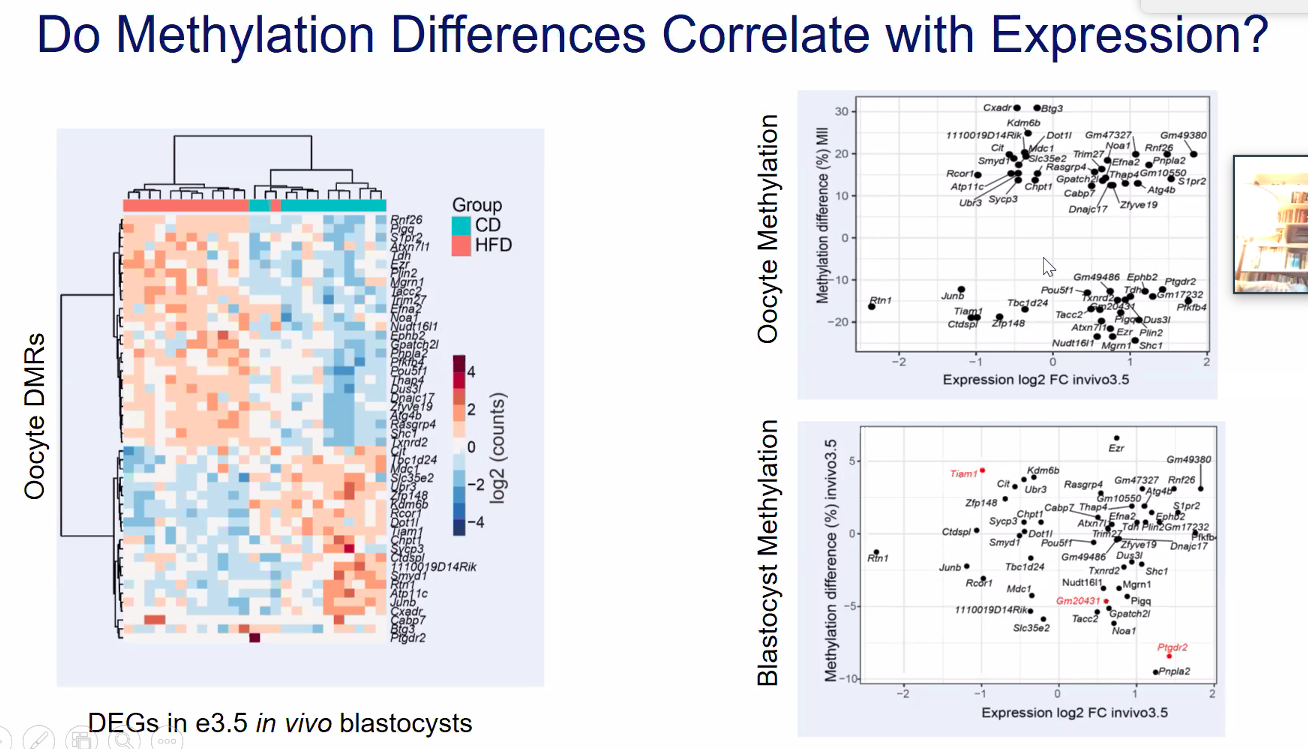 Do Methylation Differences Correlate with Expression?
Oocyte DMRs
Group
CD
HFD
Rnf26
Pigq
S1pr2
Atxn7l1
Tdh
Ezr
Plin2
Mgrn1
Tacc2
Trim27
Efna2
Noa1
Nudt16l1
Ephb2
Gpatch2l
Pnpla2
Pfkfb4
Pou5f1
Thap4
Dus3l
Dnajc17
Zfyve19
Atg4b
Rasgrp4
Shc1
Txnrd2
Cit
Tbc1d24
Mdc1
Slc35e2
Ubr3
Zfp148
Kdm6b
Rcor1
Dot1l
Tiam1
Chpt1
Sycp3
Ctdspl
1110019D14Rik
Smyd1
Rtn1
Atp11c
Junb
Cxadr
Cabp7
Btg3
Ptgdr2
4
2
0
−2
−4
log2 (counts)
DEGs in e3.5 in vivo blastocysts
Oocyte Methylation
Methylation difference (%) MII
30
20
10
0
−10
−20
Cxadr Btg3
Kdm6b
1110019D14Rik Dot1l Gm47327 Gm49380
Cit Mdc1 Noa1 Rnf26
Smyd1 Slc35e2 Trim27 Efna2 Pnpla2
Rcor1 Rasgrp4 Thap4 Gm10550
Atp11c Chpt1 Gpatch2l S1pr2
Ubr3 Sycp3 Cabp7 Atg4b
Dnajc17 Zfyve19
Gm49486 Ephb2 Ptgdr2
Rtn1 Junb Pou5f1 Tdh Gm17232
Tbc1d24 Txnrd2 Gm20431 Pfkfb4
Tiam1 Tacc2 Pigq Dus3l
Ctdspl Zfp148 Atxn7l1 Ezr Plin2
Nudt16l1 Mgrn1 Shc1
−2 −1 0 1 2
Expression log2 FC invivo3.5
Blastocyst Methylation
Methylation difference (%) invivo3.5
5
0
−5
−10
Ezr
Gm49380
Tiam1 Kdm6b
Cit Ubr3 Rasgrp4 Gm47327 Rnf26
Zfp148 Gm10550 Atg4b
Chpt1 Cabp7 Thap4 S1pr2
Sycp3 Atxn7l1 Efna2 Ephb2
Ctdspl Dot1l Trim27 Tdh Plin2 Gm17232
Smyd1 Pou5f1 Zfyve19 Dnajc17 Pfkfb4
Rtn1 Gm49486 Dus3l
Junb Tbc1d24 Txnrd2 Shc1
Rcor1 Mdc1 Nudt16l1 Mgrn1
Gm20431 Pigq
1110019D14Rik Gpatch2l
Slc35e2 Tacc2 Noa1
Ptgdr2
Pnpla2
−2 −1 0 1 2
Expression log2 FC invivo3.5